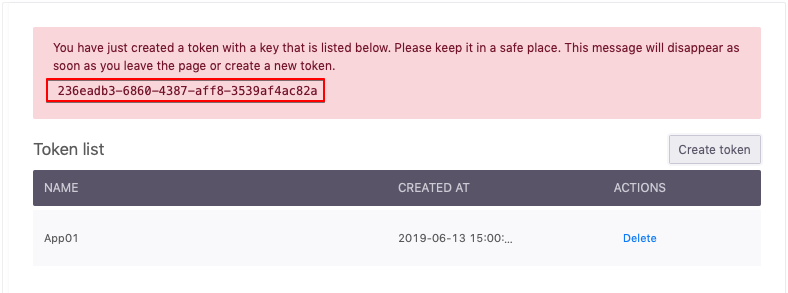 You have just created a token with a key that is listed below. Please keep it in a safe place. This message will disappear as
soon as you leave the page or create a new token.
236eadb3-6860-4387-aff8-3539af4ac82a
Token list
Create token
NAME CREATED AT ACTIONS
App01 2019-06-13 15:00:... Delete